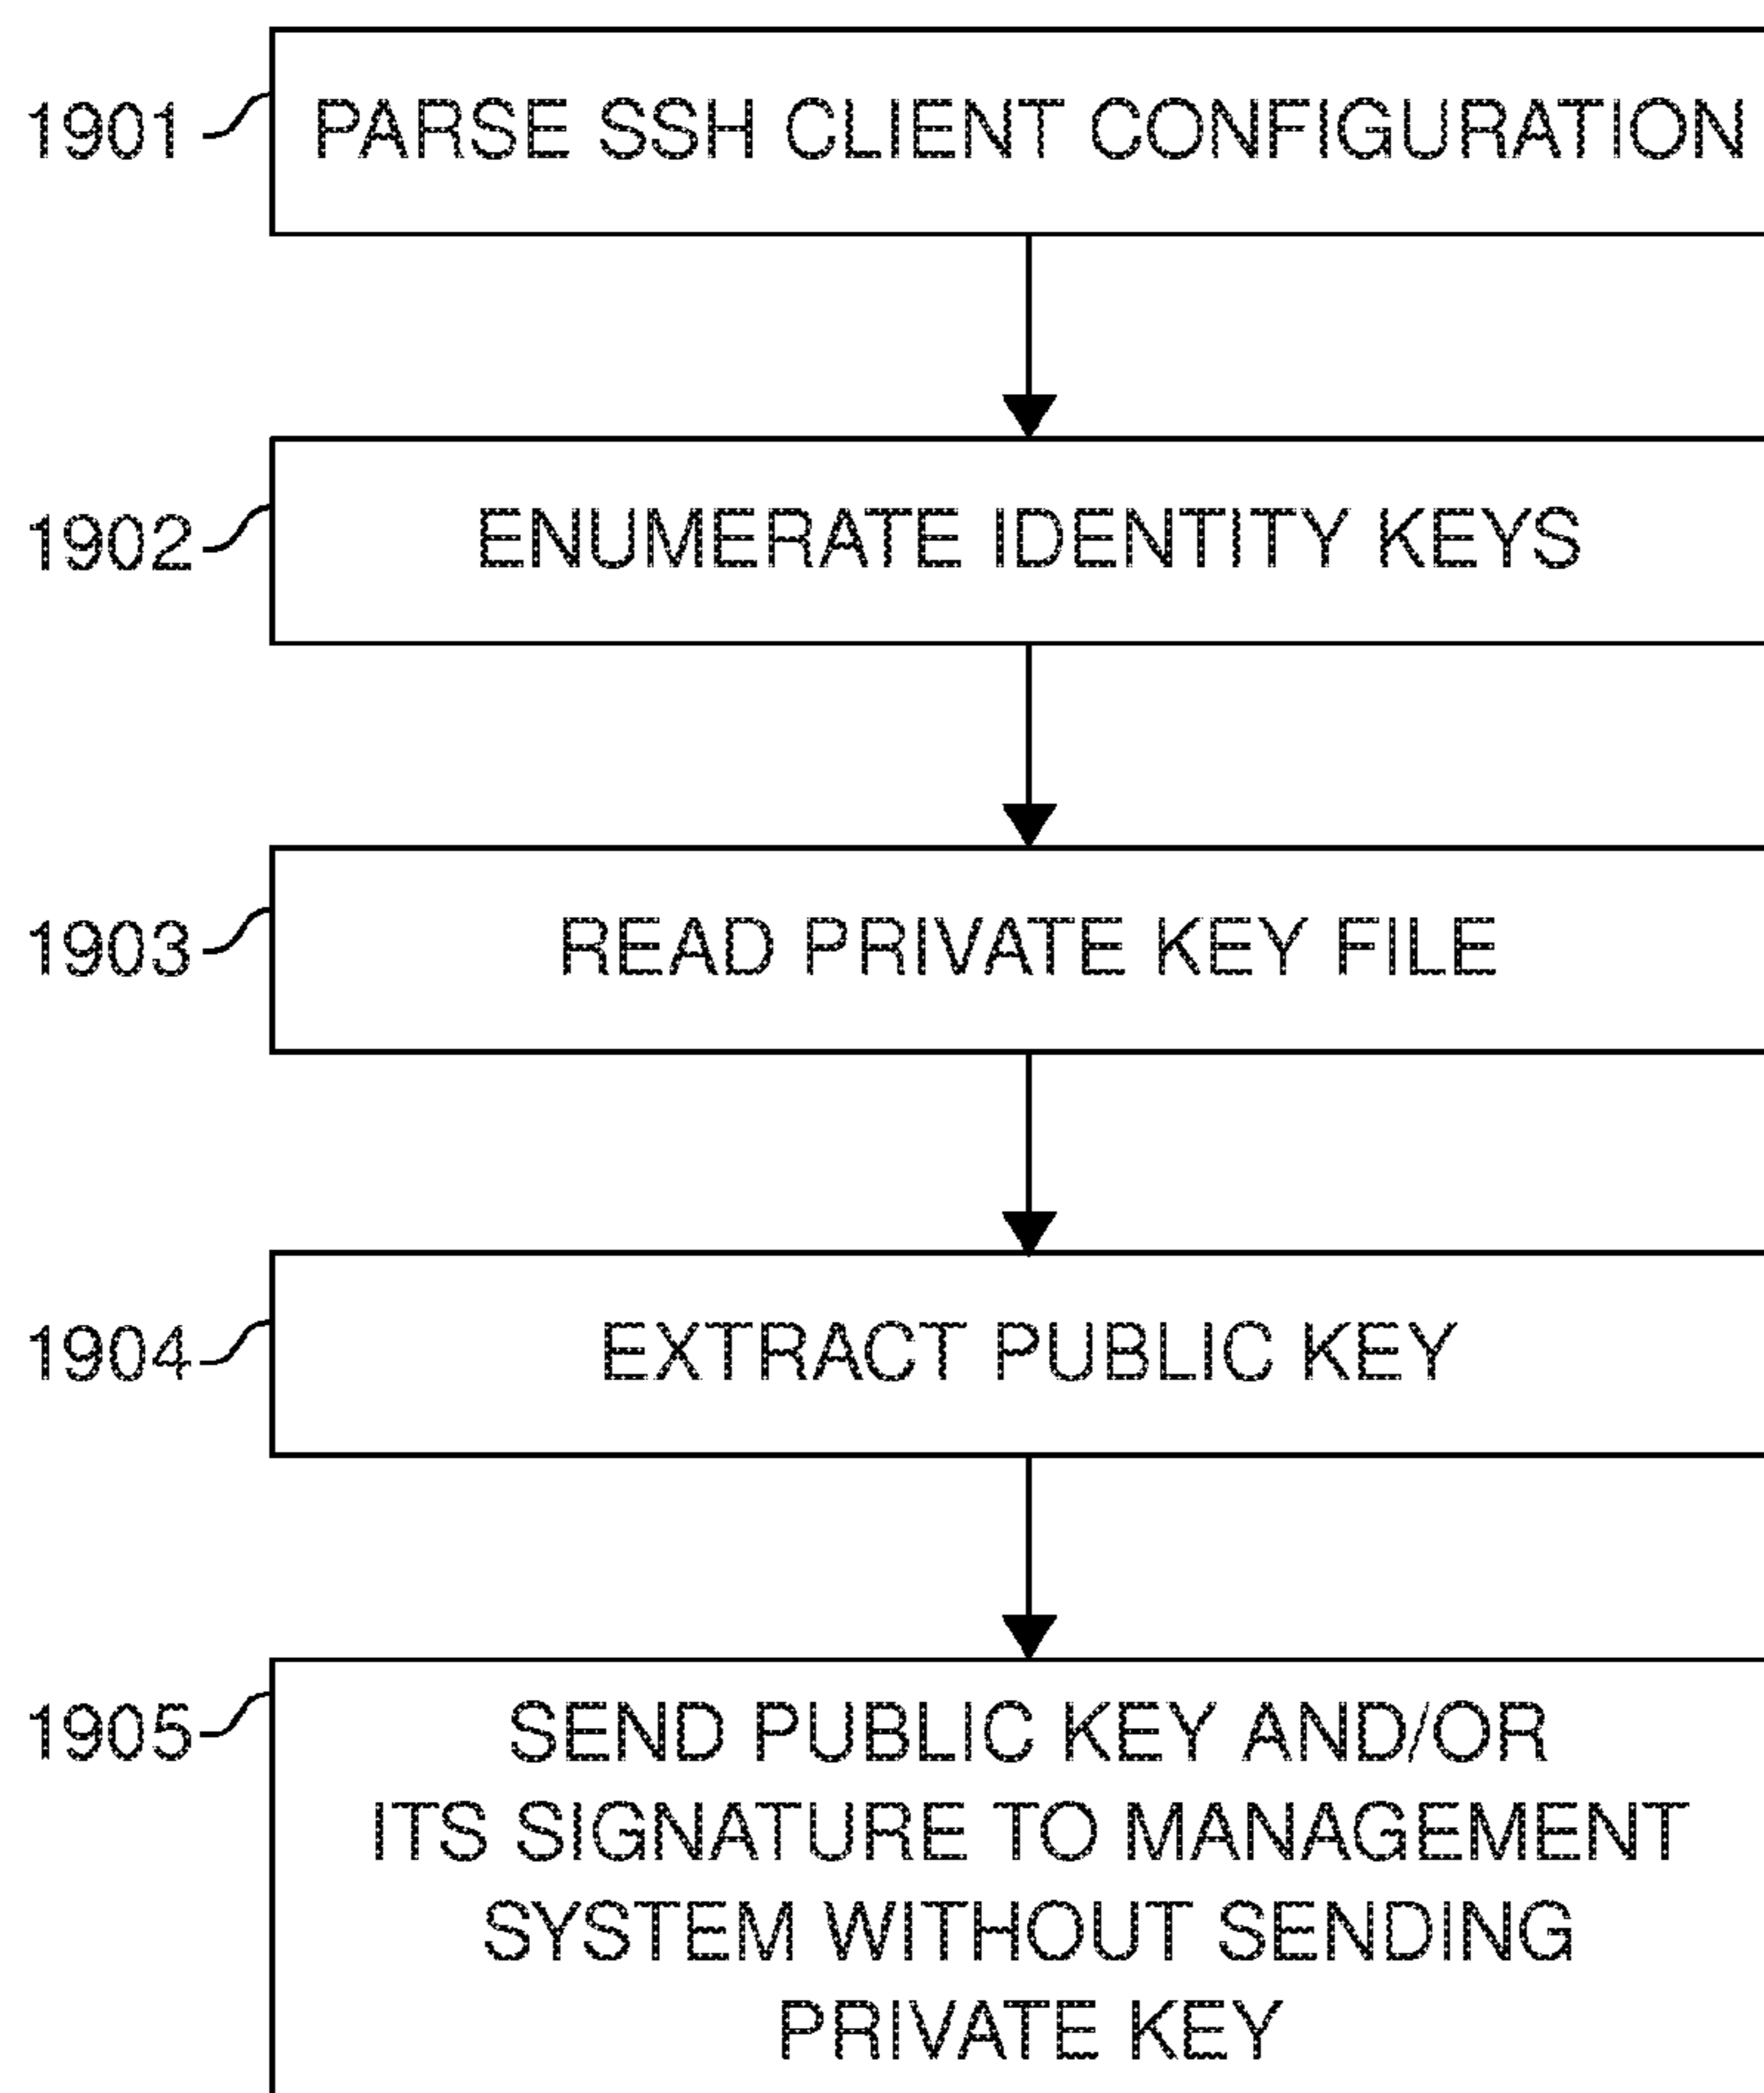 1901 PARSE SSH CLIENT CONFIGURATION
1902 ENUMERATE IDENTITY KEYS
1903 READ PRIVATE KEY FILE
1904 EXTRACT PUBLIC KEY
1905 SEND PUBLIC KEY AND/OR
ITS SIGNATURE TO MANAGEMENT
SYSTEM WITHOUT SENDING
PRIVATE KEY